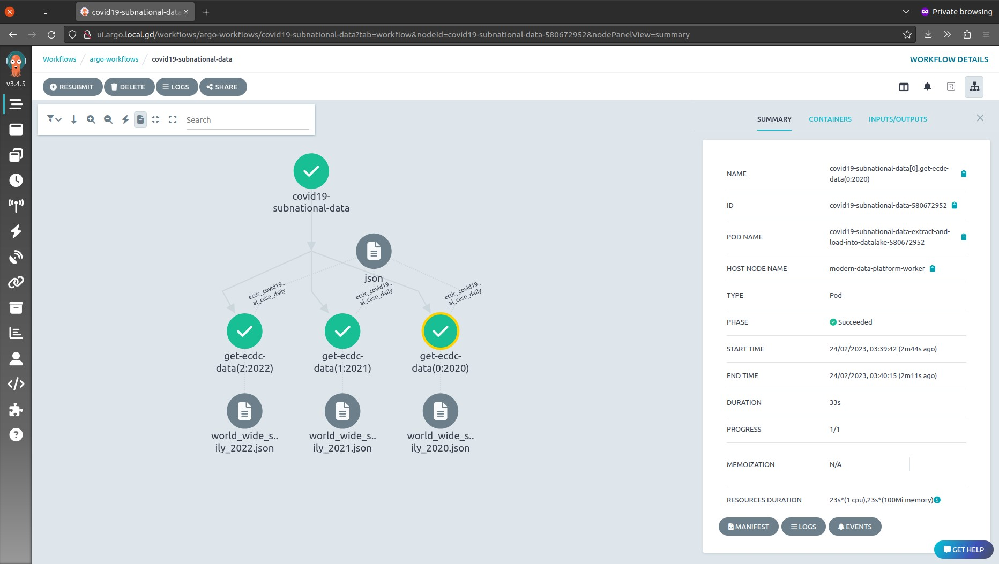 covid19-subnational-data
Private browsing
ui.argo.local.gd/workflows/argo-workflows/covid19-subnational-data?tab=workflow&nodeId=covid19-subnational-data-580672952&nodePanelView=summary
v3.4.5
Workflows / argo-workflows / covid19-subnational-data
WORKFLOW DETAILS
RESUBMIT DELETE LOGS SHARE
Search
covid19-
subnational-data
json
ecdc_covid19..
al_case_daily
ecdc_covid19..
al_case_daily
ecdc_covid19..
al_case_daily
get-ecdc-
data(2:2022)
get-ecdc-
data(1:2021)
get-ecdc-
data(0:2020)
world_wide_s..
ily_2022.json
world_wide_s..
ily_2021.json
world_wide_s..
ily_2020.json
SUMMARY CONTAINERS INPUTS/OUTPUTS
NAME
covid19-subnational-data[0].get-ecdc-
data(0:2020)
ID covid19-subnational-data-580672952
POD NAME
covid19-subnational-data-extract-and-
load-into-datalake-580672952
HOST NODE NAME modern-data-platform-worker
TYPE Pod
PHASE Succeeded
START TIME 24/02/2023, 03:39:42 (2m44s ago)
END TIME 24/02/2023, 03:40:15 (2m11s ago)
DURATION 33s
PROGRESS 1/1
MEMOIZATION N/A
RESOURCES DURATION 23s*(1 cpu),23s*(100Mi memory)
MANIFEST LOGS EVENTS
GET HELP